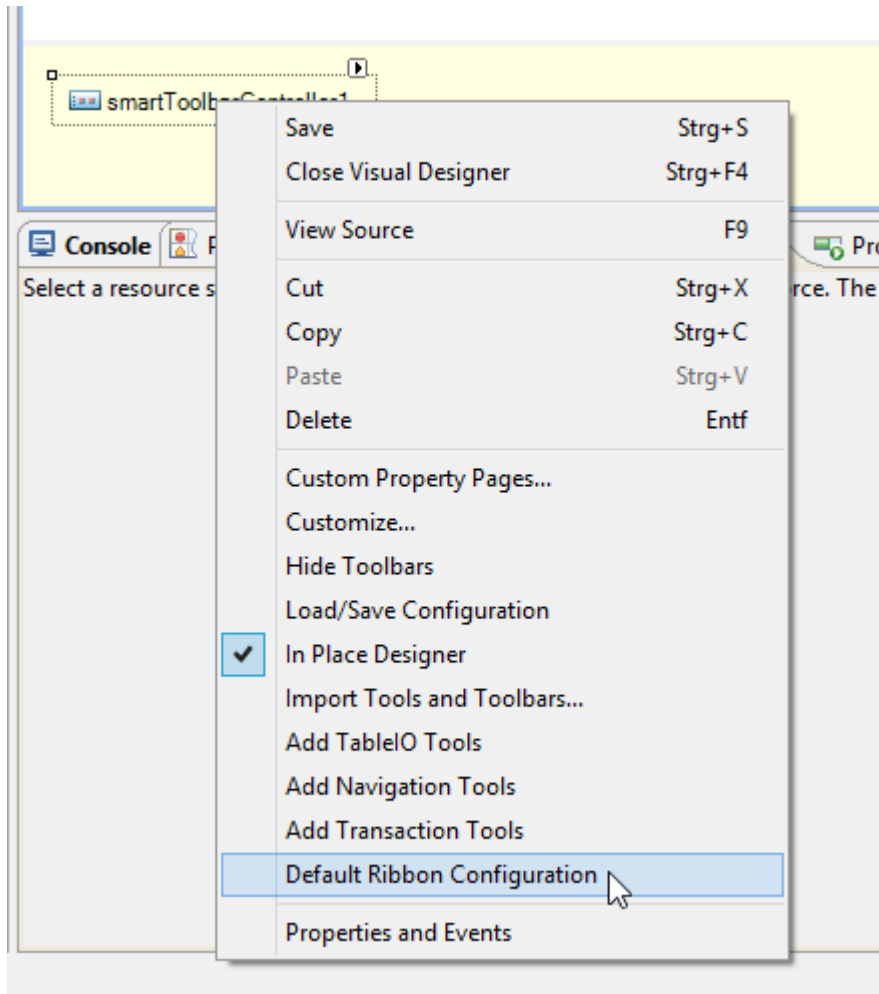 smartToolbarController1
Save Strg+S
Close Visual Designer Strg+F4
View Source F9
Console
Pro
Select a resource s
rce. The
Cut Strg+X
Copy Strg+C
Paste Strg+V
Delete Entf
Custom Property Pages...
Customize...
Hide Toolbars
Load/Save Configuration
In Place Designer
Import Tools and Toolbars...
Add TableIO Tools
Add Navigation Tools
Add Transaction Tools
Default Ribbon Configuration
Properties and Events